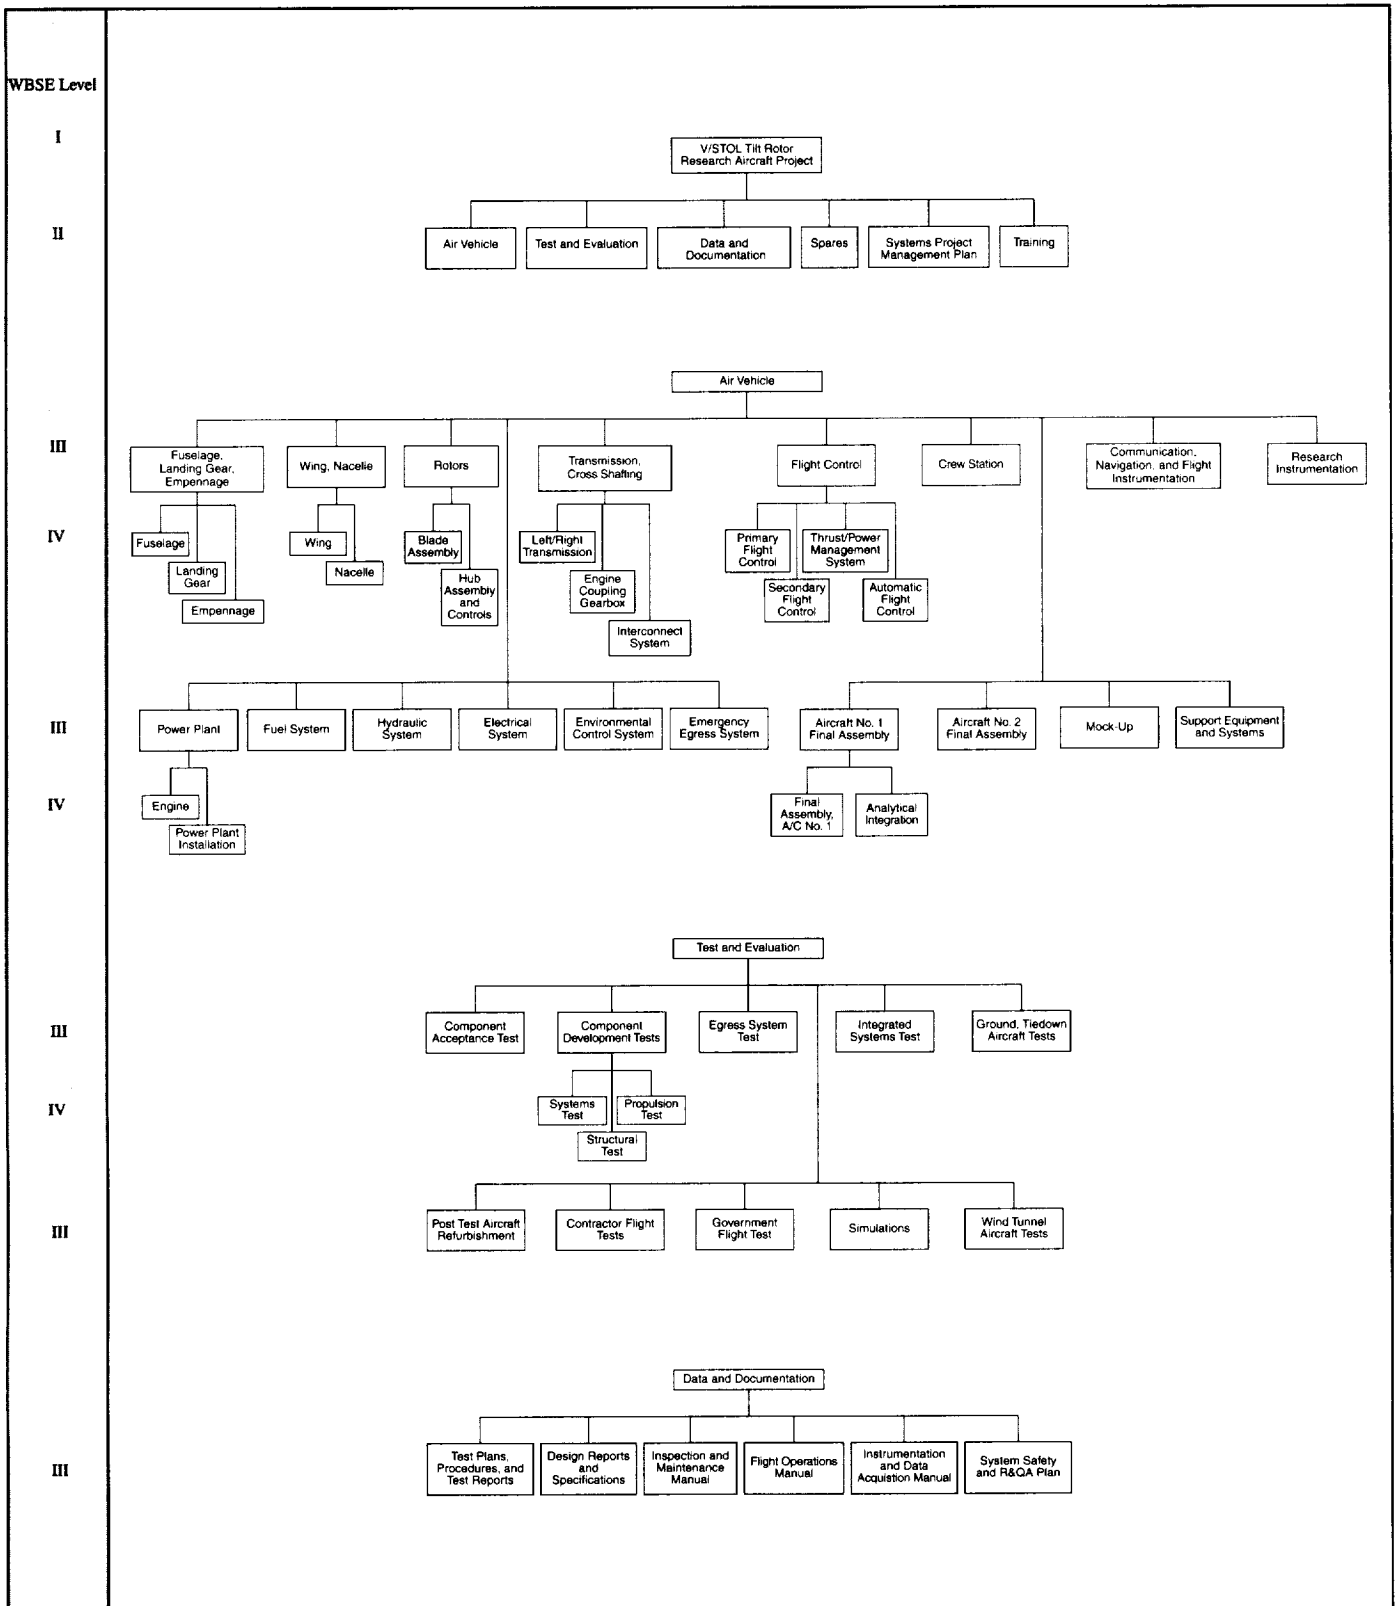 WBSE Level
I
V/STOL Tilt Rotor
Research Aircraft Project
II
Air Vehicle
Test and Evaluation
Data and
Documentation
Spares
Systems Project
Management Plan
Training
Air Vehicle
III
Fuselage,
Landing Gear,
Empennage
Wing, Nacelle
Rotors
Transmission,
Cross Shafting
Flight Control
Crew Station
Communication,
Navigation, and Flight
Instrumentation
Research
Instrumentation
IV
Fuselage
Landing
Gear
Empennage
Wing
Nacelle
Blade
Assembly
Hub
Assembly
and
Controls
Left/Right
Transmission
Engine
Coupling
Gearbox
Interconnect
System
Primary
Flight
Control
Secondary
Flight
Control
Thrust/Power
Management
System
Automatic
Flight
Control
III
Power Plant
Fuel System
Hydraulic
System
Electrical
System
Environmental
Control System
Emergency
Egress System
Aircraft No. 1
Final Assembly
Aircraft No. 2
Final Assembly
Mock-Up
Support Equipment
and Systems
IV
Engine
Power Plant
Installation
Final
Assembly,
A/C No. 1
Analytical
Integration
Test and Evaluation
III
Component
Acceptance Test
Component
Development Tests
Egress System
Test
Integrated
Systems Test
Ground, Tiedown
Aircraft Tests
IV
Systems
Test
Structural
Test
Propulsion
Test
III
Post Test Aircraft
Refurbishment
Contractor Flight
Tests
Government
Flight Test
Simulations
Wind Tunnel
Aircraft Tests
Data and Documentation
III
Test Plans,
Procedures, and
Test Reports
Design Reports
and
Specifications
Inspection and
Maintenance
Manual
Flight Operations
Manual
Instrumentation
and Data
Acquistion Manual
System Safety
and R&QA Plan